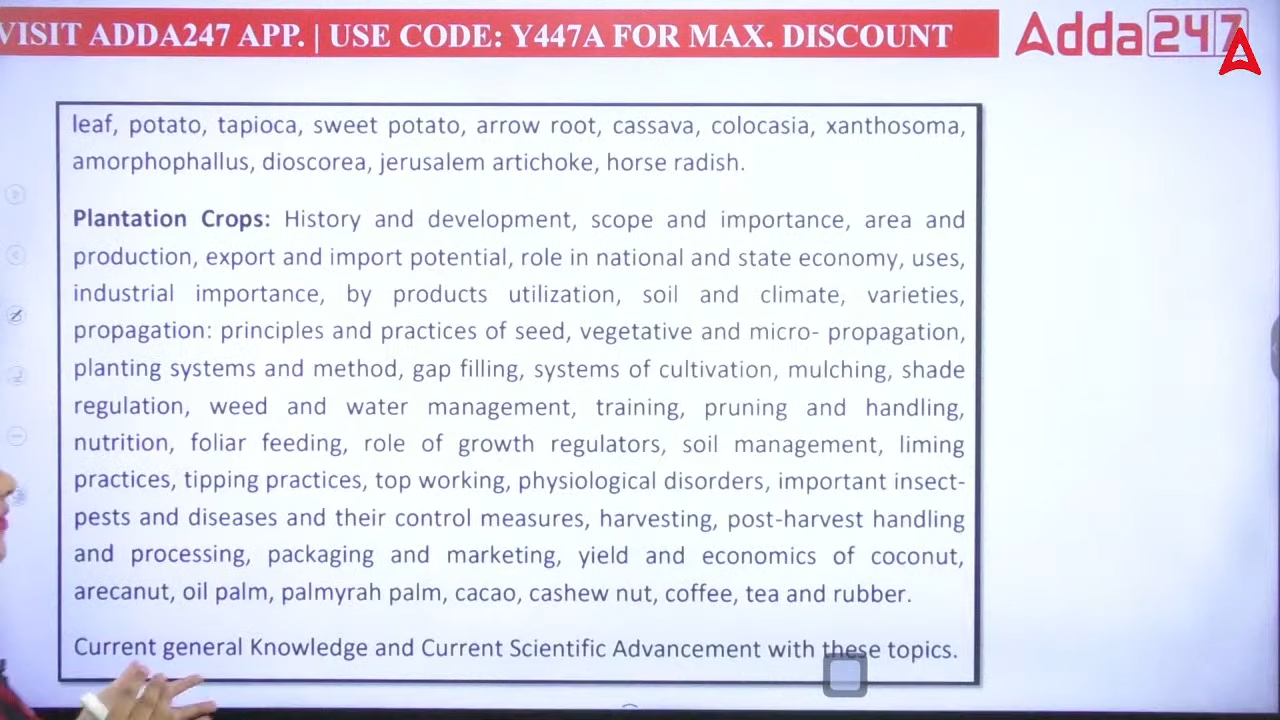 VISIT ADDA247 APP. | USE CODE: Y447A FOR MAX. DISCOUNT
Adda247
leaf, potato, tapioca, sweet potato, arrow root, cassava, colocasia, xanthosoma,
amorphophallus, dioscorea, jerusalem artichoke, horse radish.
Plantation Crops: History and development, scope and importance, area and
production, export and import potential, role in national and state economy, uses,
industrial importance, by products utilization, soil and climate, varieties,
propagation: principles and practices of seed, vegetative and micro- propagation,
planting systems and method, gap filling, systems of cultivation, mulching, shade
regulation, weed and water management, training, pruning and handling,
nutrition, foliar feeding, role of growth regulators, soil management, liming
practices, tipping practices, top working, physiological disorders, important insect-
pests and diseases and their control measures, harvesting, post-harvest handling
and processing, packaging and marketing, yield and economics of coconut,
arecanut, oil palm, palmyrah palm, cacao, cashew nut, coffee, tea and rubber.
Current general Knowledge and Current Scientific Advancement with these topics.